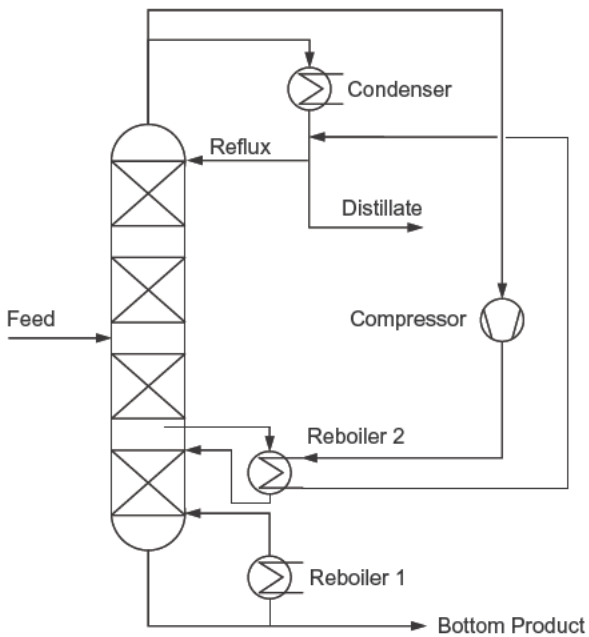 Condenser
Reflux
Distillate
Feed
Compressor
Reboiler 2
Reboiler 1
Bottom Product